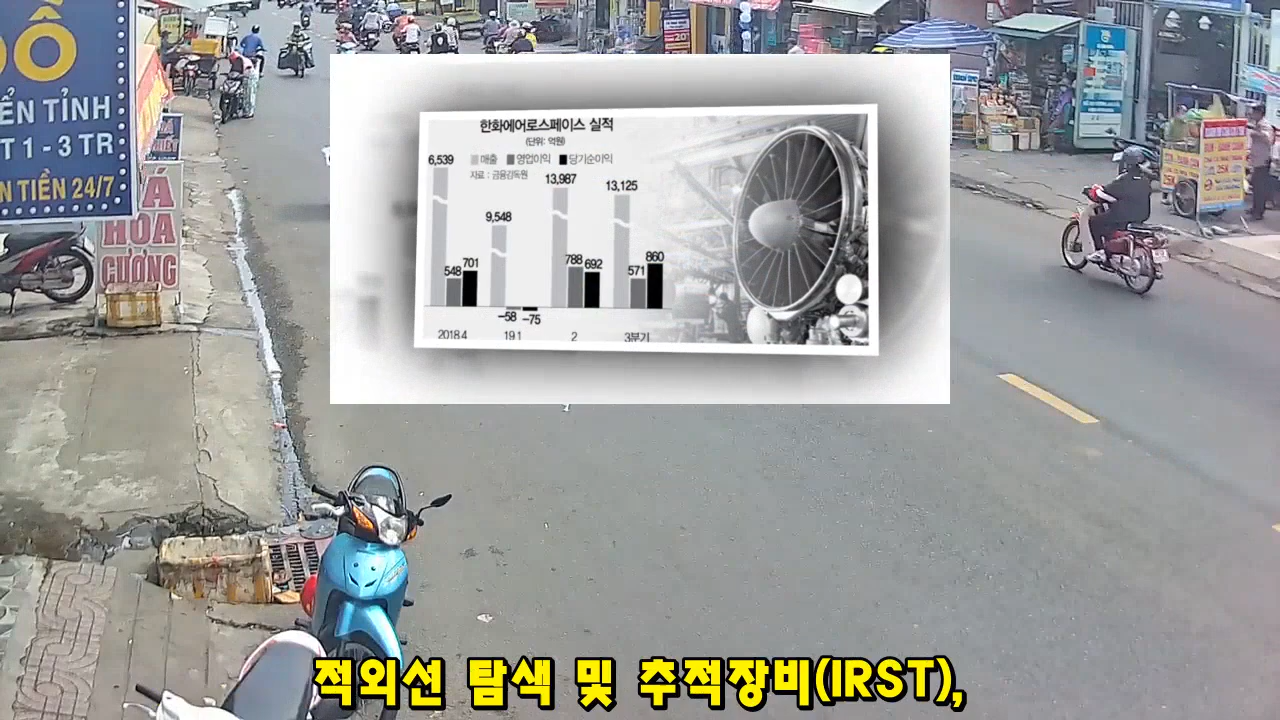 Ồ
ỂN TỈNH
T 1 - 3 TR
N TIỀN 24/7
Á
HOA
CƯƠNG
한화에어로스페이스 실적
(단위: 억원)
매출 영업이익 당기순이익
자료 : 금융감독원
6,539
9,548
13,987
13,125
548 701
-58 -75
788 692
571 860
2018.4 19.1 2 3분기
적외선 탐색 및 추적장비(IRST),